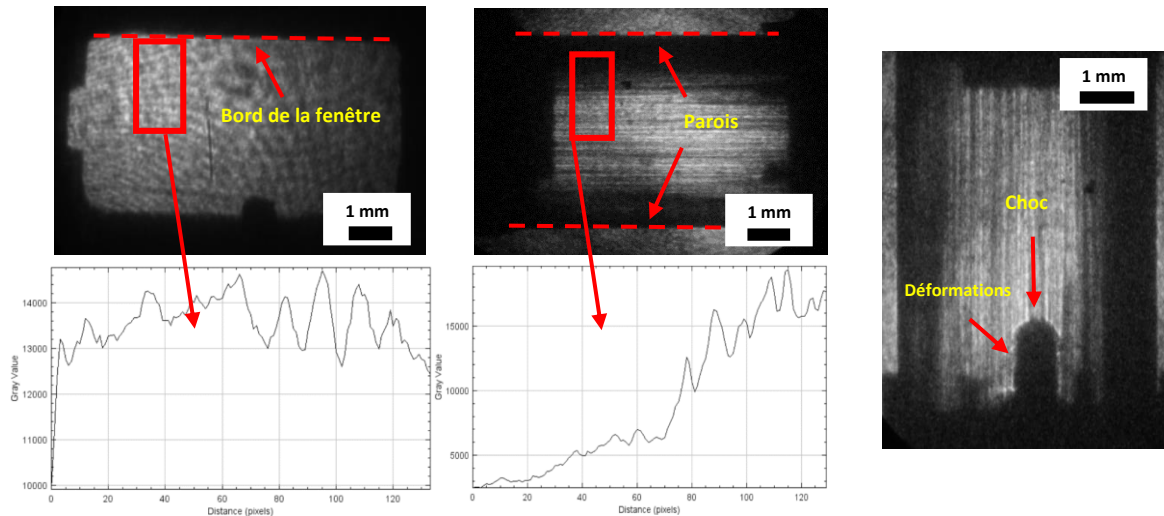 Bord de la fenêtre
1 mm
Parois
1 mm
1 mm
Choc
Déformations
14000
13000
12000
11000
10000
Gray Value
0
20
40
60
80
100
120
Distance (pixels)
15000
10000
5000
Gray Value
0
20
40
60
80
100
120
Distance (pixels)